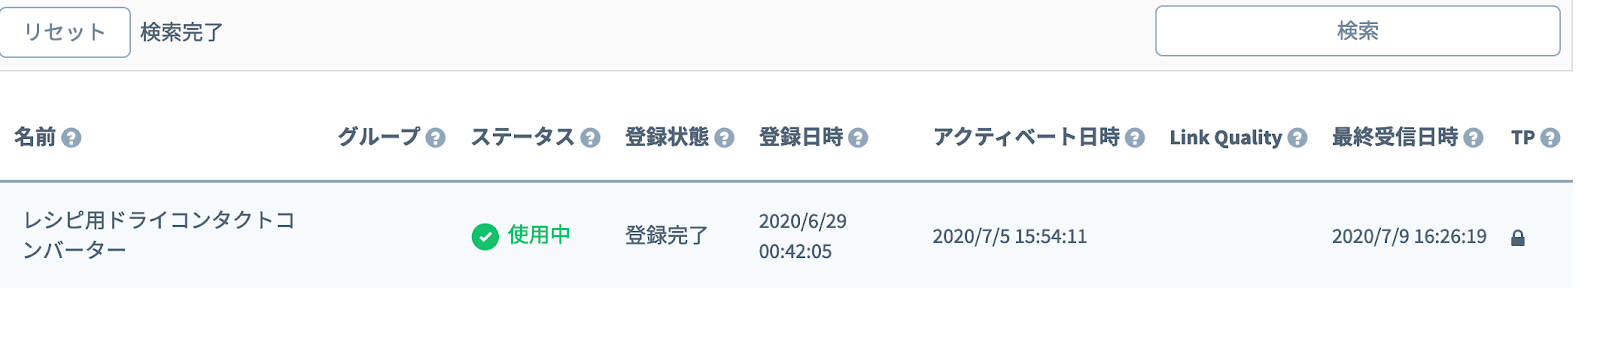 リセット 検索完了 検索
名前 グループ ステータス 登録状態 登録日時 アクティベート日時 Link Quality 最終受信日時 TP
レシピ用ドライコンタクトコ
ンバーター
使用中
登録完了
2020/6/29
00:42:05
2020/7/5 15:54:11
2020/7/9 16:26:19